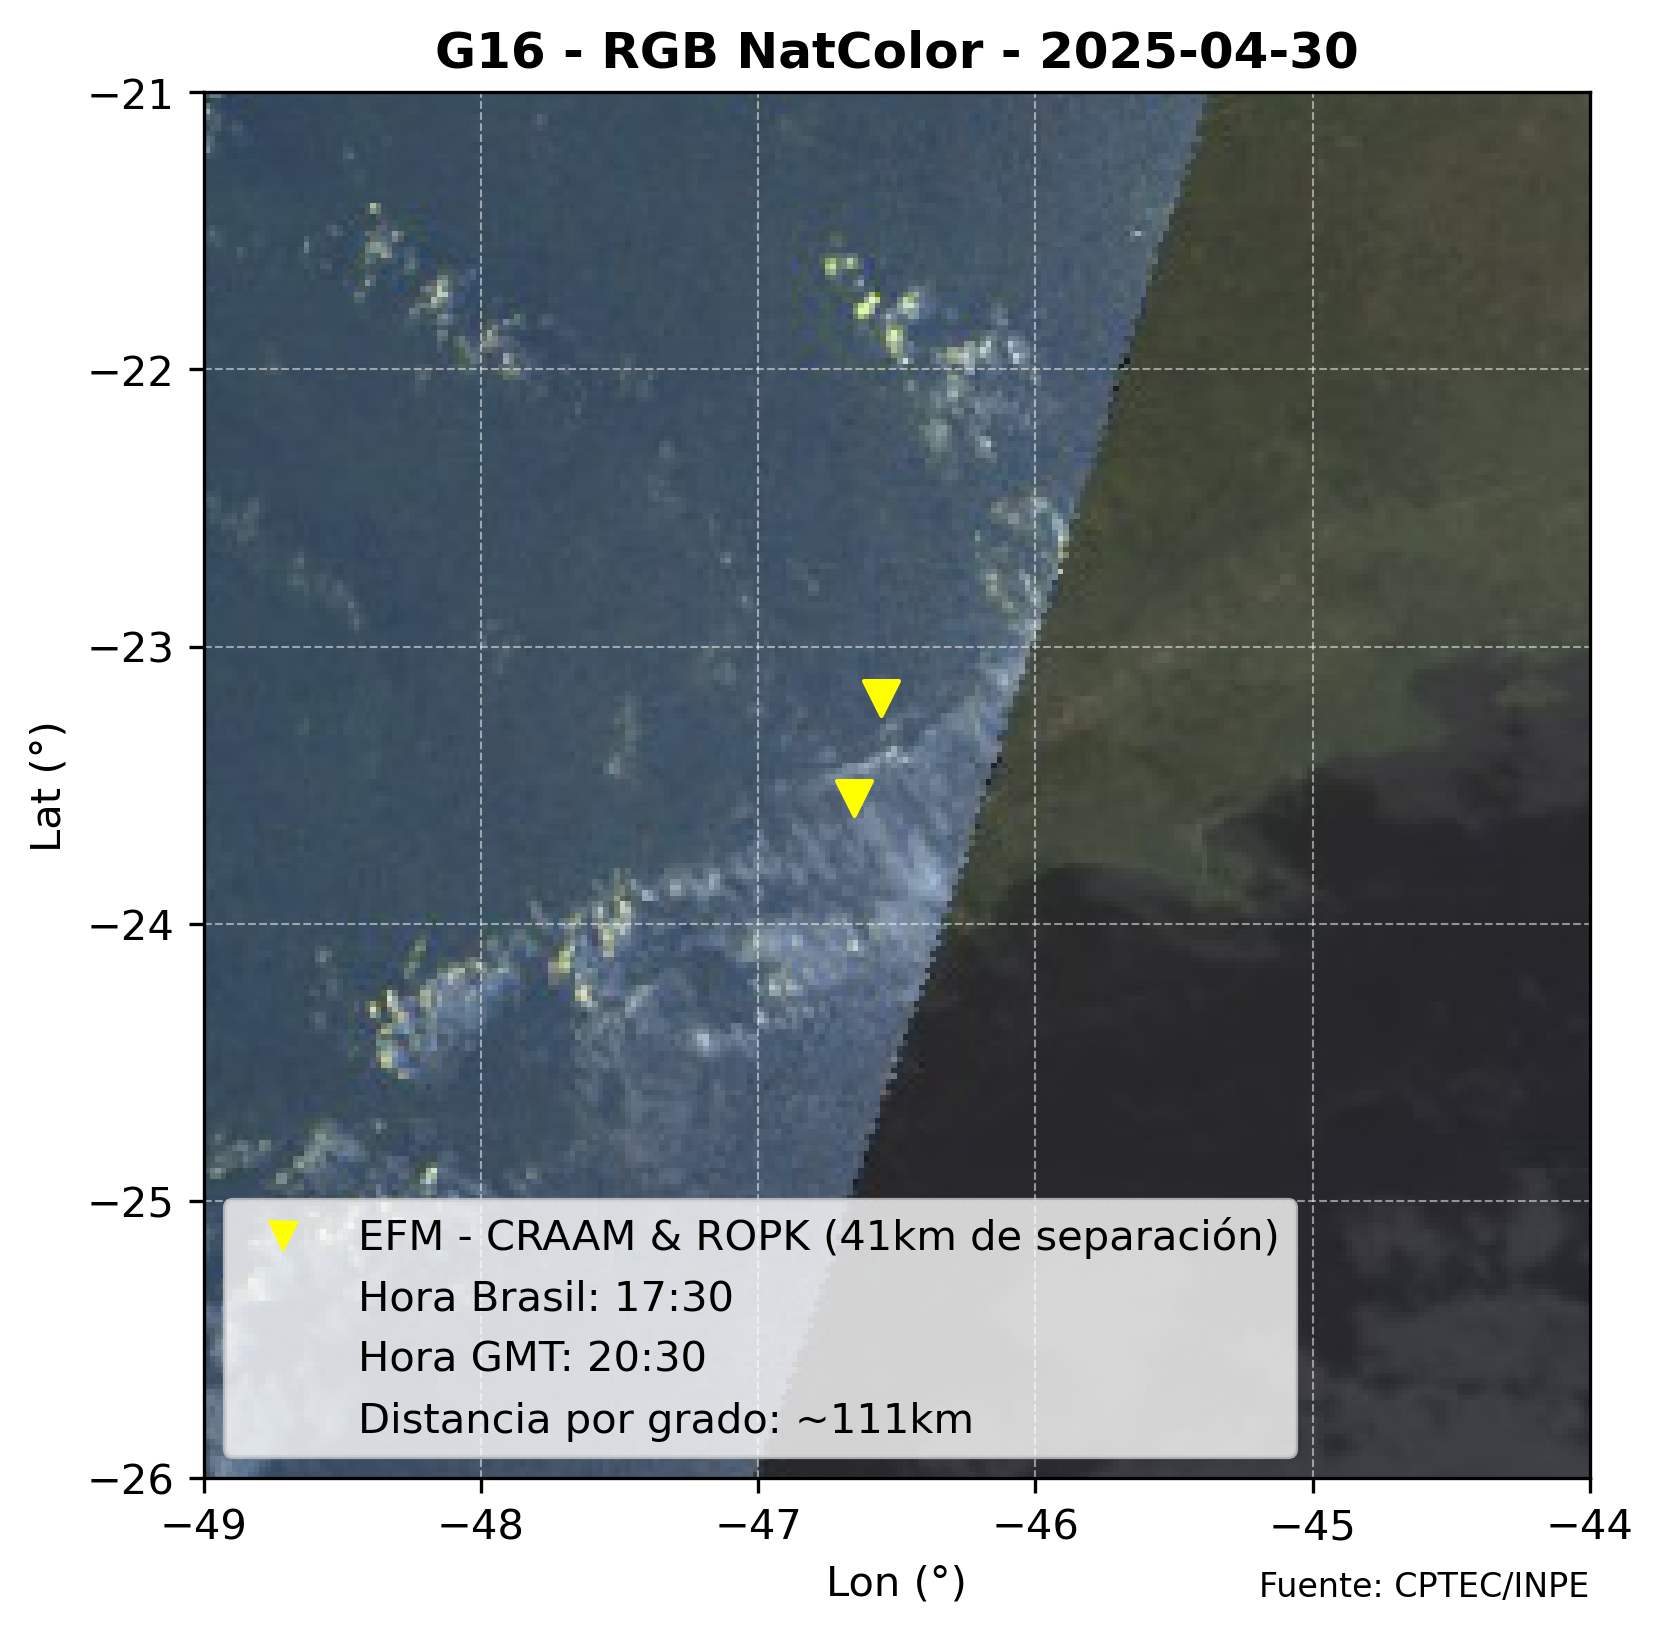 G16 - RGB NatColor - 2025-04-30
−21
−22
−23
−24
−25
−26
Lat (°)
EFM - CRAAM & ROPK (41km de separación)
Hora Brasil: 17:30
Hora GMT: 20:30
Distancia por grado: ~111km
−49 −48 −47 −46 −45 −44
Lon (°)
Fuente: CPTEC/INPE